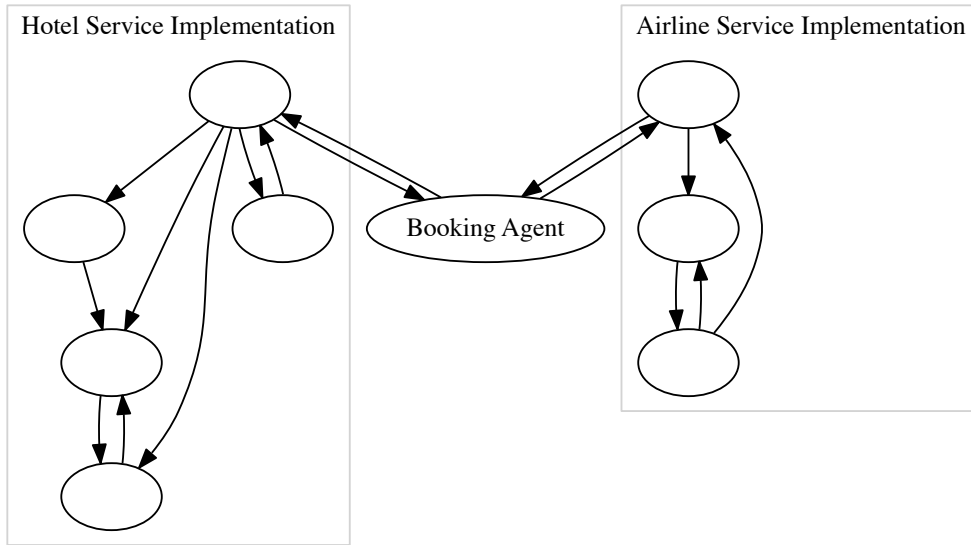 Hotel Service Implementation
Airline Service Implementation
Booking Agent